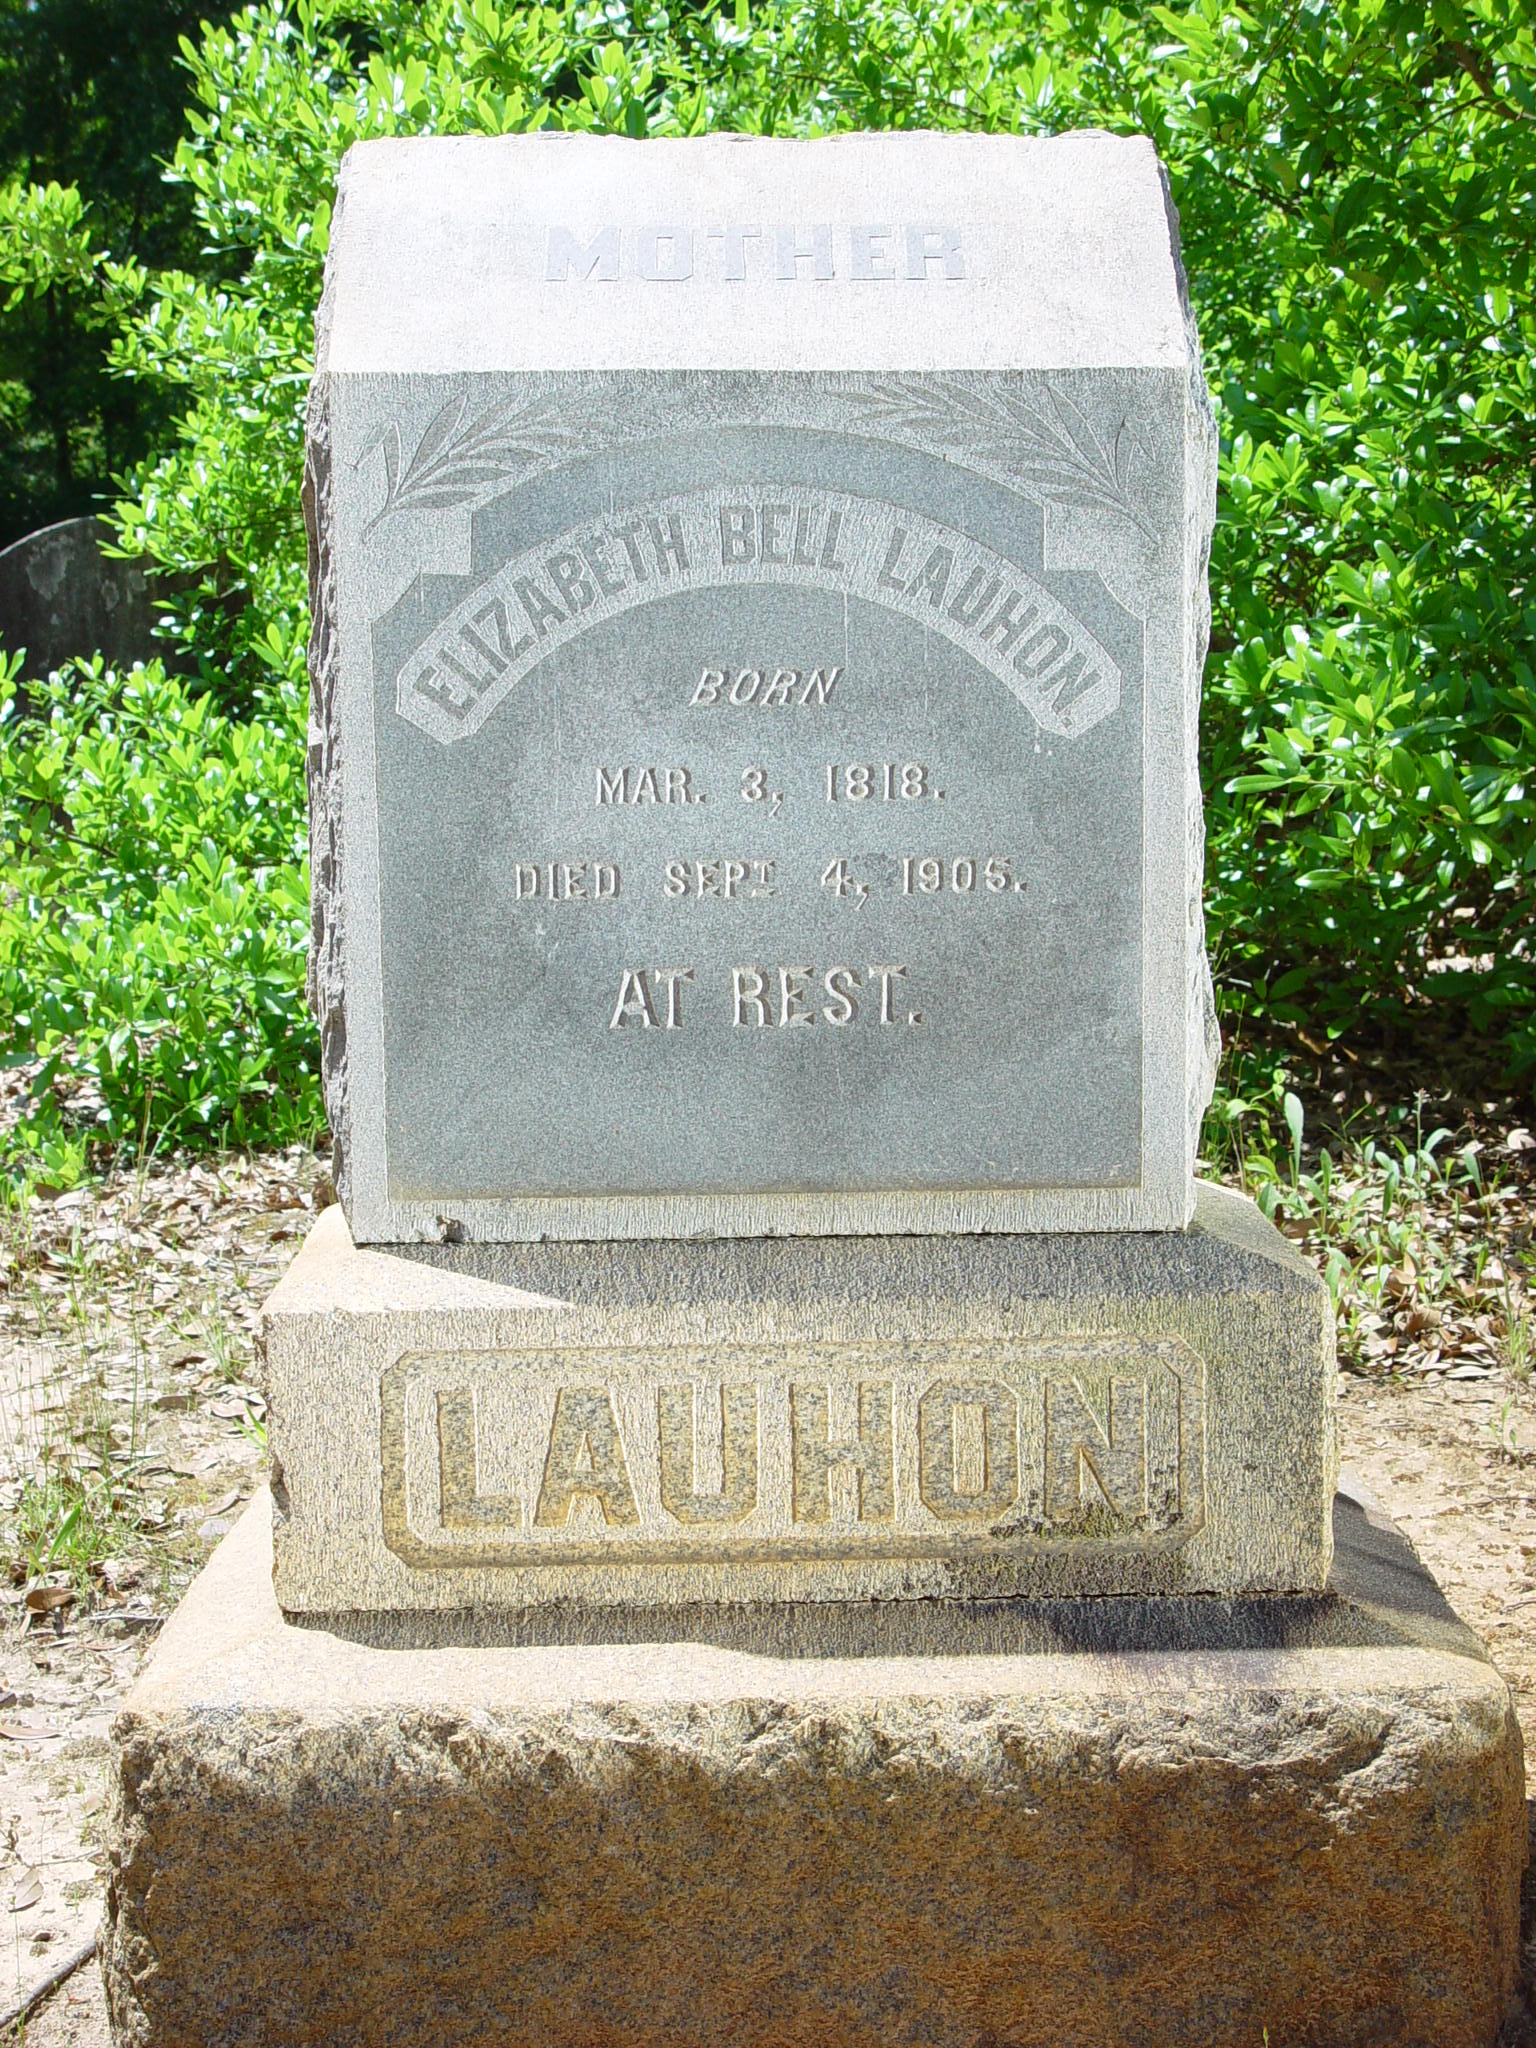 MOTHER
ELIZABETH BELL LAUHON.
BORN
MAR. 3, 1818.
DIED SEPT. 4, 1905.
AT REST.
LAUHON